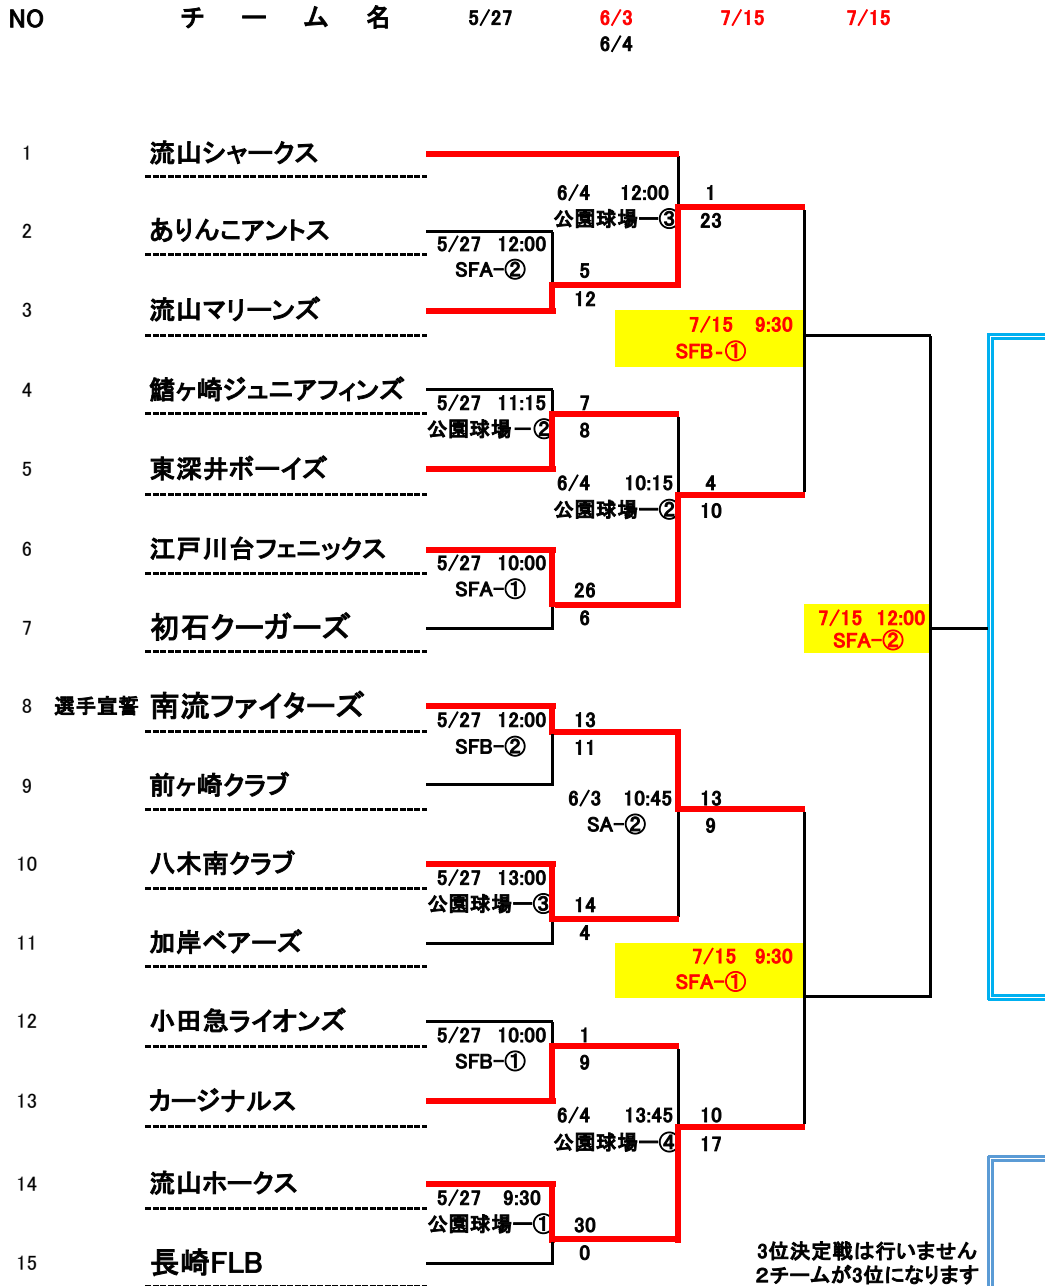 NO チーム名 5/27 6/3 7/15 7/15
6/4
1 流山シャークス
6/4 12:00 1
公園球場ー③ 23
2 ありんこアントス
5/27 12:00
SFA-② 5
12
3 流山マリーンズ
7/15 9:30
SFB-①
4 鰭ヶ崎ジュニアフィンズ
5/27 11:15 7
公園球場ー② 8
5 東深井ボーイズ
6/4 10:15 4
公園球場ー② 10
6 江戸川台フェニックス
5/27 10:00
SFA-① 26
6
7 初石クーガーズ
7/15 12:00
SFA-②
8 選手宣誓 南流ファイターズ
5/27 12:00 13
SFB-② 11
9 前ヶ崎クラブ
6/3 10:45 13
SA-② 9
10 八木南クラブ
5/27 13:00
公園球場ー③ 14
4
11 加岸ベアーズ
7/15 9:30
SFA-①
12 小田急ライオンズ
5/27 10:00 1
SFB-① 9
13 カージナルス
6/4 13:45 10
公園球場ー④ 17
14 流山ホークス
5/27 9:30
公園球場ー① 30
0
15 長崎FLB
3位決定戦は行いません
2チームが3位になります